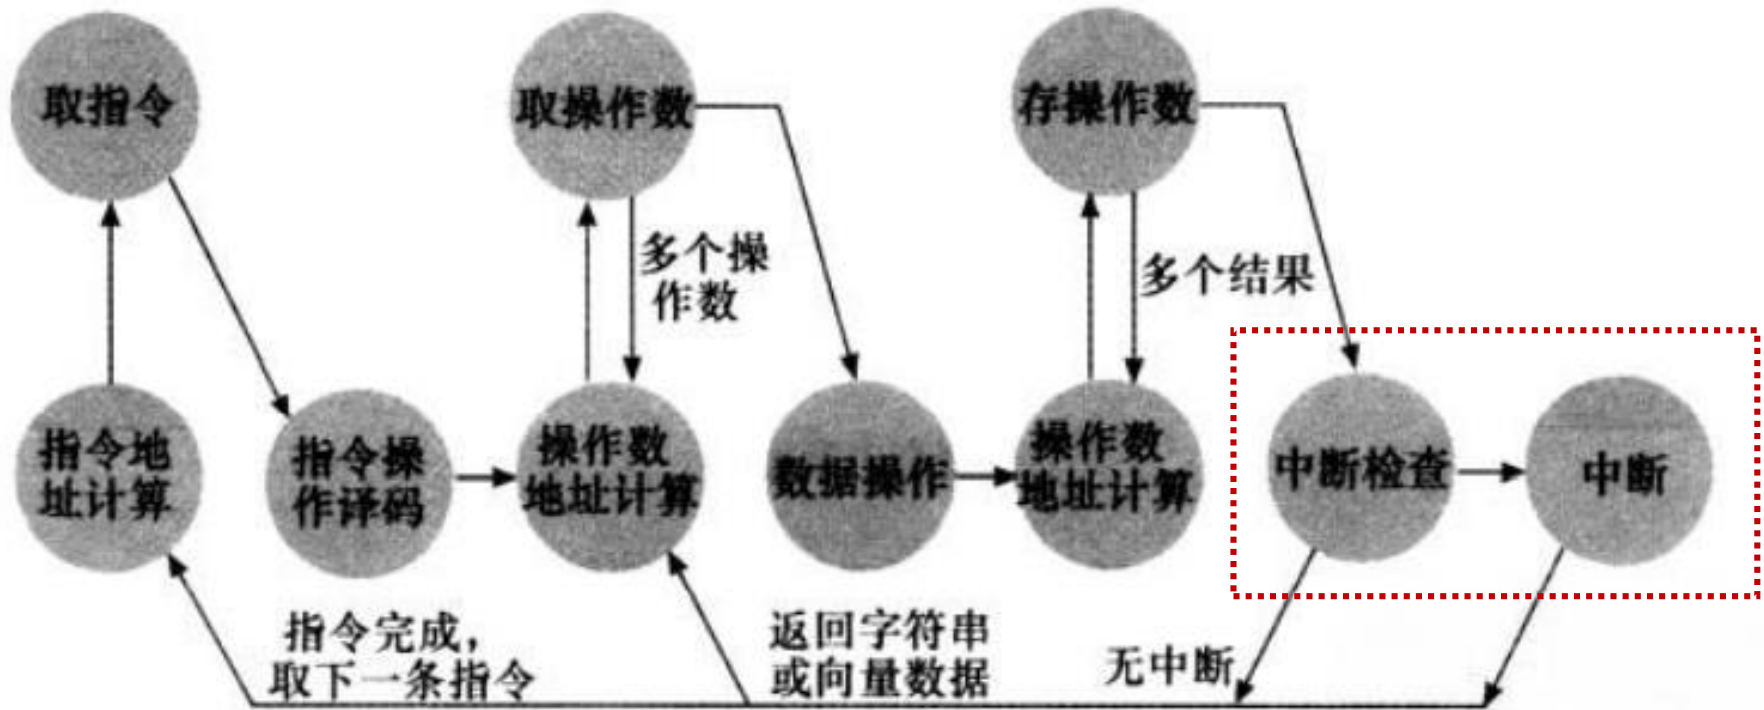 取指令
取操作数
存操作数
多个操
作数
多个结果
指令地
址计算
指令操
作译码
操作数
地址计算
数据操作
操作数
地址计算
中断检查
中断
指令完成，
取下一条指令
返回字符串
或向量数据
无中断